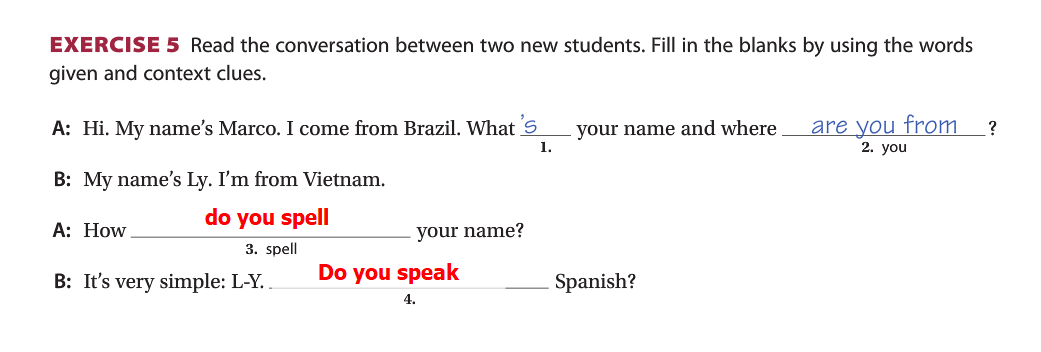 EXERCISE 5 Read the conversation between two new students. Fill in the blanks by using the words
given and context clues.
A: Hi. My name's Marco. I come from Brazil. What 's your name and where are you from ?
1. 2. you
B: My name's Ly. I'm from Vietnam.
A: How do you spell your name?
3. spell
B: It's very simple: L-Y. Do you speak Spanish?
4.